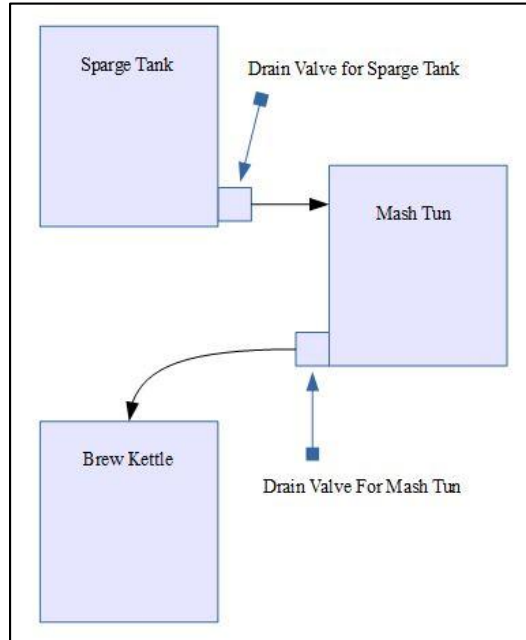 Sparge Tank
Drain Valve for Sparge Tank
Mash Tun
Brew Kettle
Drain Valve For Mash Tun